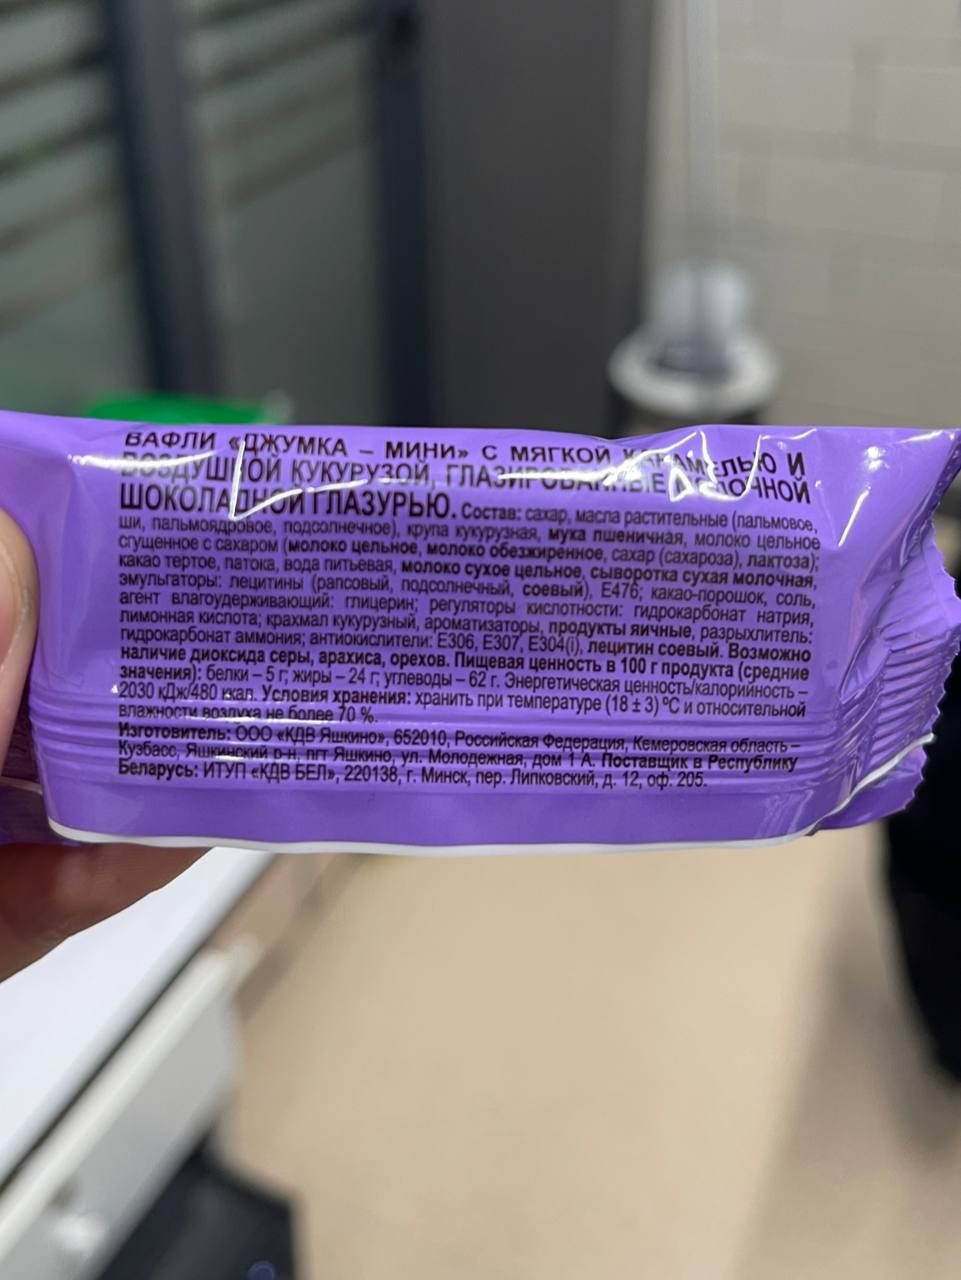 ВАФЛИ «ДЖУМКА – МИНИ» С МЯГКОЙ КАРАМЕЛЬЮ И
ВОЗДУШНОЙ КУКУРУЗОЙ, ГЛАЗИРОВАННЫЕ МОЛОЧНОЙ
ШОКОЛАДНОЙ ГЛАЗУРЬЮ. Состав: сахар, масла растительные (пальмовое,
ши, пальмоядровое, подсолнечное), крупа кукурузная, мука пшеничная, молоко цельное
сгущенное с сахаром (молоко цельное, молоко обезжиренное, сахар (сахароза), лактоза);
какао тертое, патока, вода питьевая, молоко сухое цельное, сыворотка сухая молочная,
эмульгаторы: лецитины (рапсовый, подсолнечный, соевый), Е476; какао-порошок, соль,
агент влагоудерживающий: глицерин; регуляторы кислотности: гидрокарбонат натрия,
лимонная кислота; крахмал кукурузный, ароматизаторы, продукты яичные, разрыхлитель:
гидрокарбонат аммония; антиокислители: Е306, Е307, Е304(i), лецитин соевый. Возможно
наличие диоксида серы, арахиса, орехов. Пищевая ценность в 100 г продукта (средние
значения): белки – 5 г; жиры – 24 г; углеводы – 62 г. Энергетическая ценность/калорийность –
2030 кДж/480 ккал. Условия хранения: хранить при температуре (18 ± 3) ºС и относительной
влажности воздуха не более 70 %.
Изготовитель: ООО «КДВ Яшкино», 652010, Российская Федерация, Кемеровская область –
Кузбасс, Яшкинский р-н, пгт Яшкино, ул. Молодежная, дом 1 А. Поставщик в Республику
Беларусь: ИТУП «КДВ БЕЛ», 220138, г. Минск, пер. Липковский, д. 12, оф. 205.